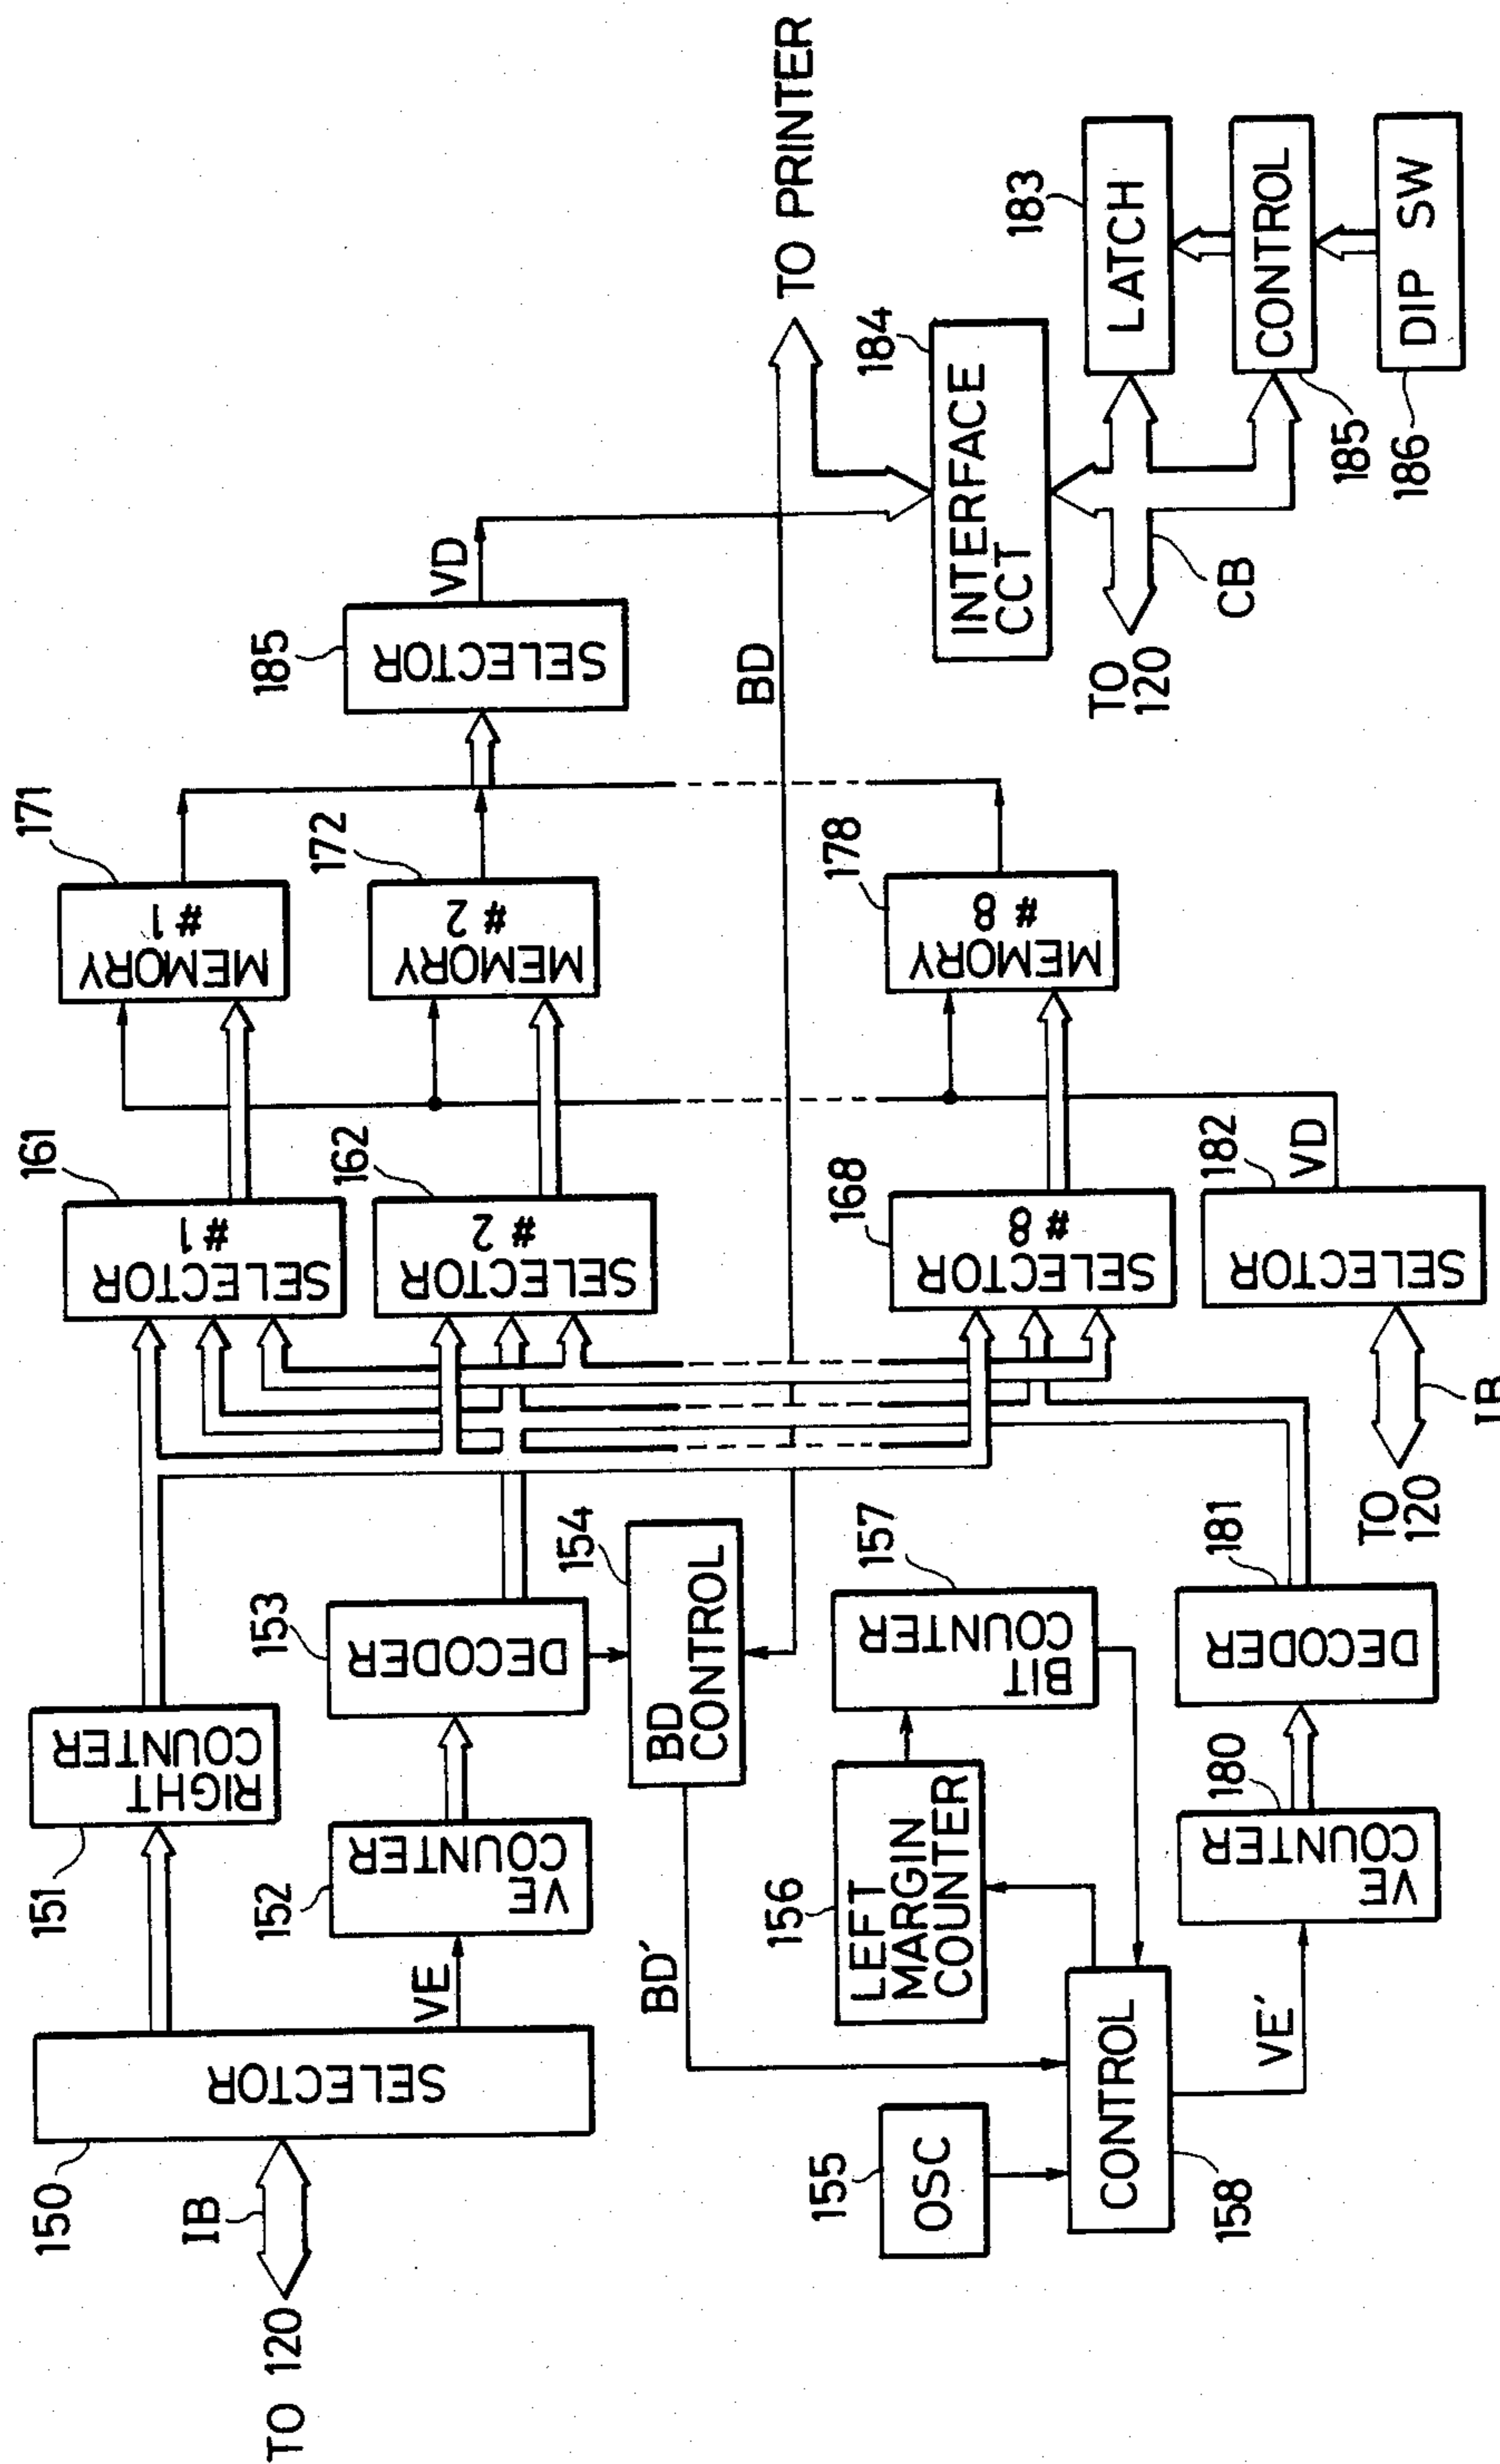 TO 120
IB
150
SELECTOR
VE
151
RIGHT
COUNTER
152
VE
COUNTER
153
DECODER
154
BD
CONTROL
BD′
155
OSC
156
LEFT
MARGIN
COUNTER
157
BIT
COUNTER
158
CONTROL
VE′
180
VE
COUNTER
181
DECODER
161
SELECTOR
#1
162
SELECTOR
#2
168
SELECTOR
#8
182
SELECTOR
VD
TO
120
IB
171
MEMORY
#1
172
MEMORY
#2
178
MEMORY
#8
185
SELECTOR
VD
BD
TO PRINTER
184
INTERFACE
CCT
TO
120
CB
183
LATCH
185
CONTROL
186
DIP SW